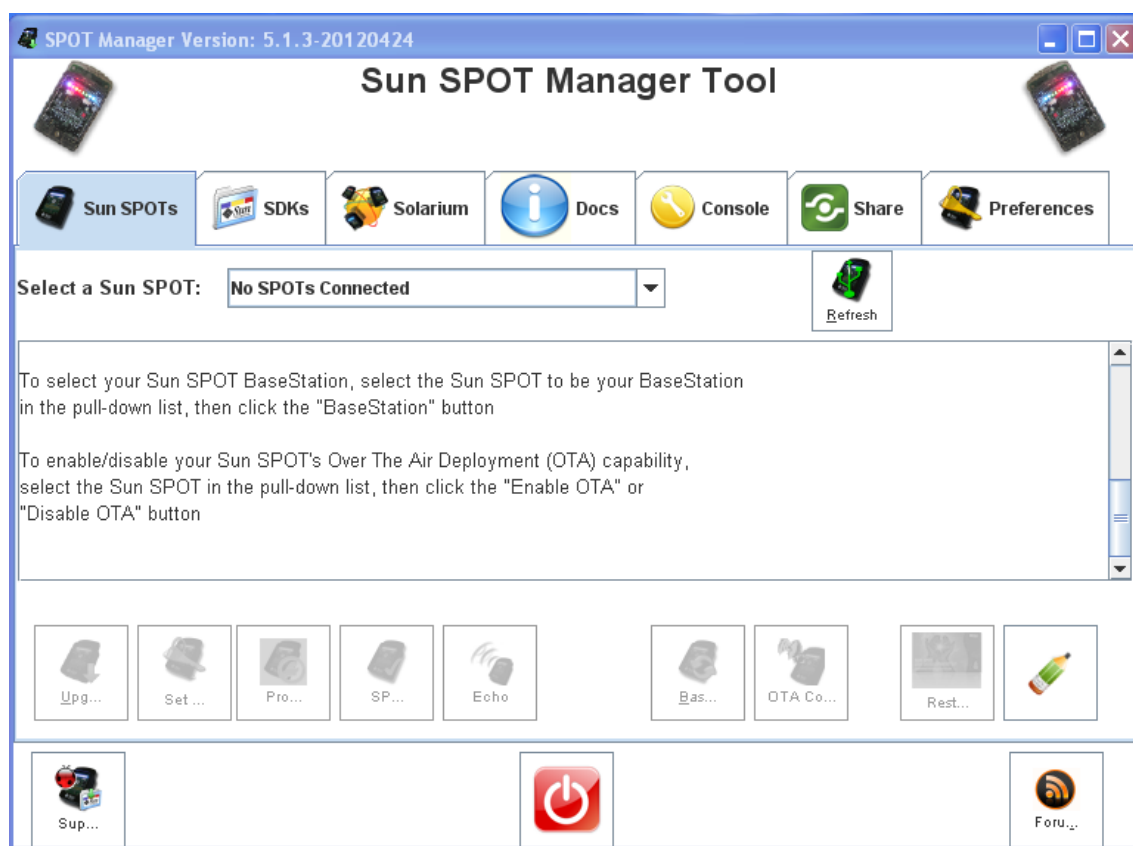 SPOT Manager Version: 5.1.3-20120424
Sun SPOT Manager Tool
Sun SPOTs
SDKs
Solarium
Docs
Console
Share
Preferences
Select a Sun SPOT:
No SPOTs Connected
Refresh
To select your Sun SPOT BaseStation, select the Sun SPOT to be your BaseStation
in the pull-down list, then click the "BaseStation" button
To enable/disable your Sun SPOT's Over The Air Deployment (OTA) capability,
select the Sun SPOT in the pull-down list, then click the "Enable OTA" or
"Disable OTA" button
Upg...
Set ...
Pro...
SP...
Echo
Bas...
OTA Co...
Rest...
Sup...
Foru...